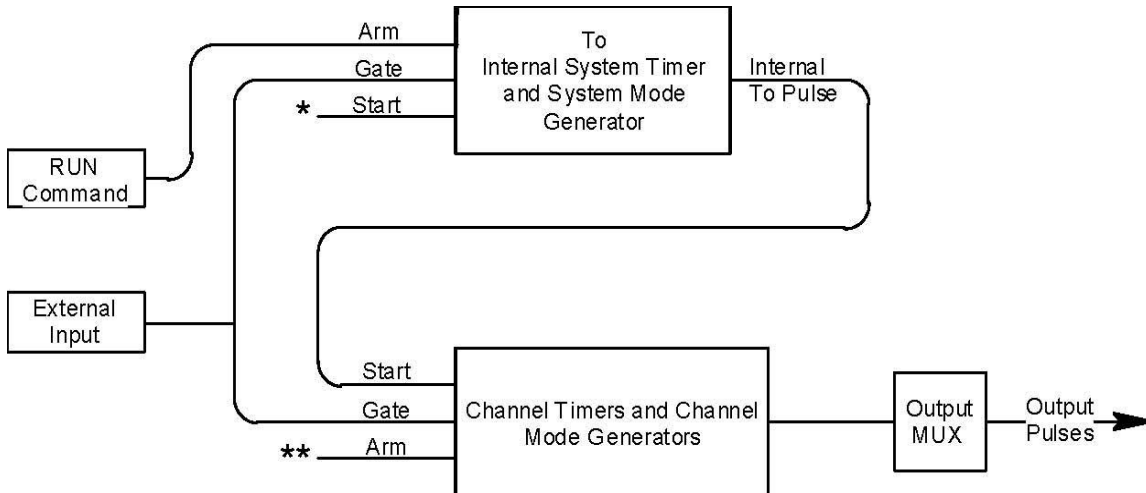 Arm
Gate
* Start
To
Internal System Timer
and System Mode
Generator
Internal
To Pulse
RUN
Command
External
Input
Start
Gate
** Arm
Channel Timers and Channel
Mode Generators
Output
MUX
Output
Pulses